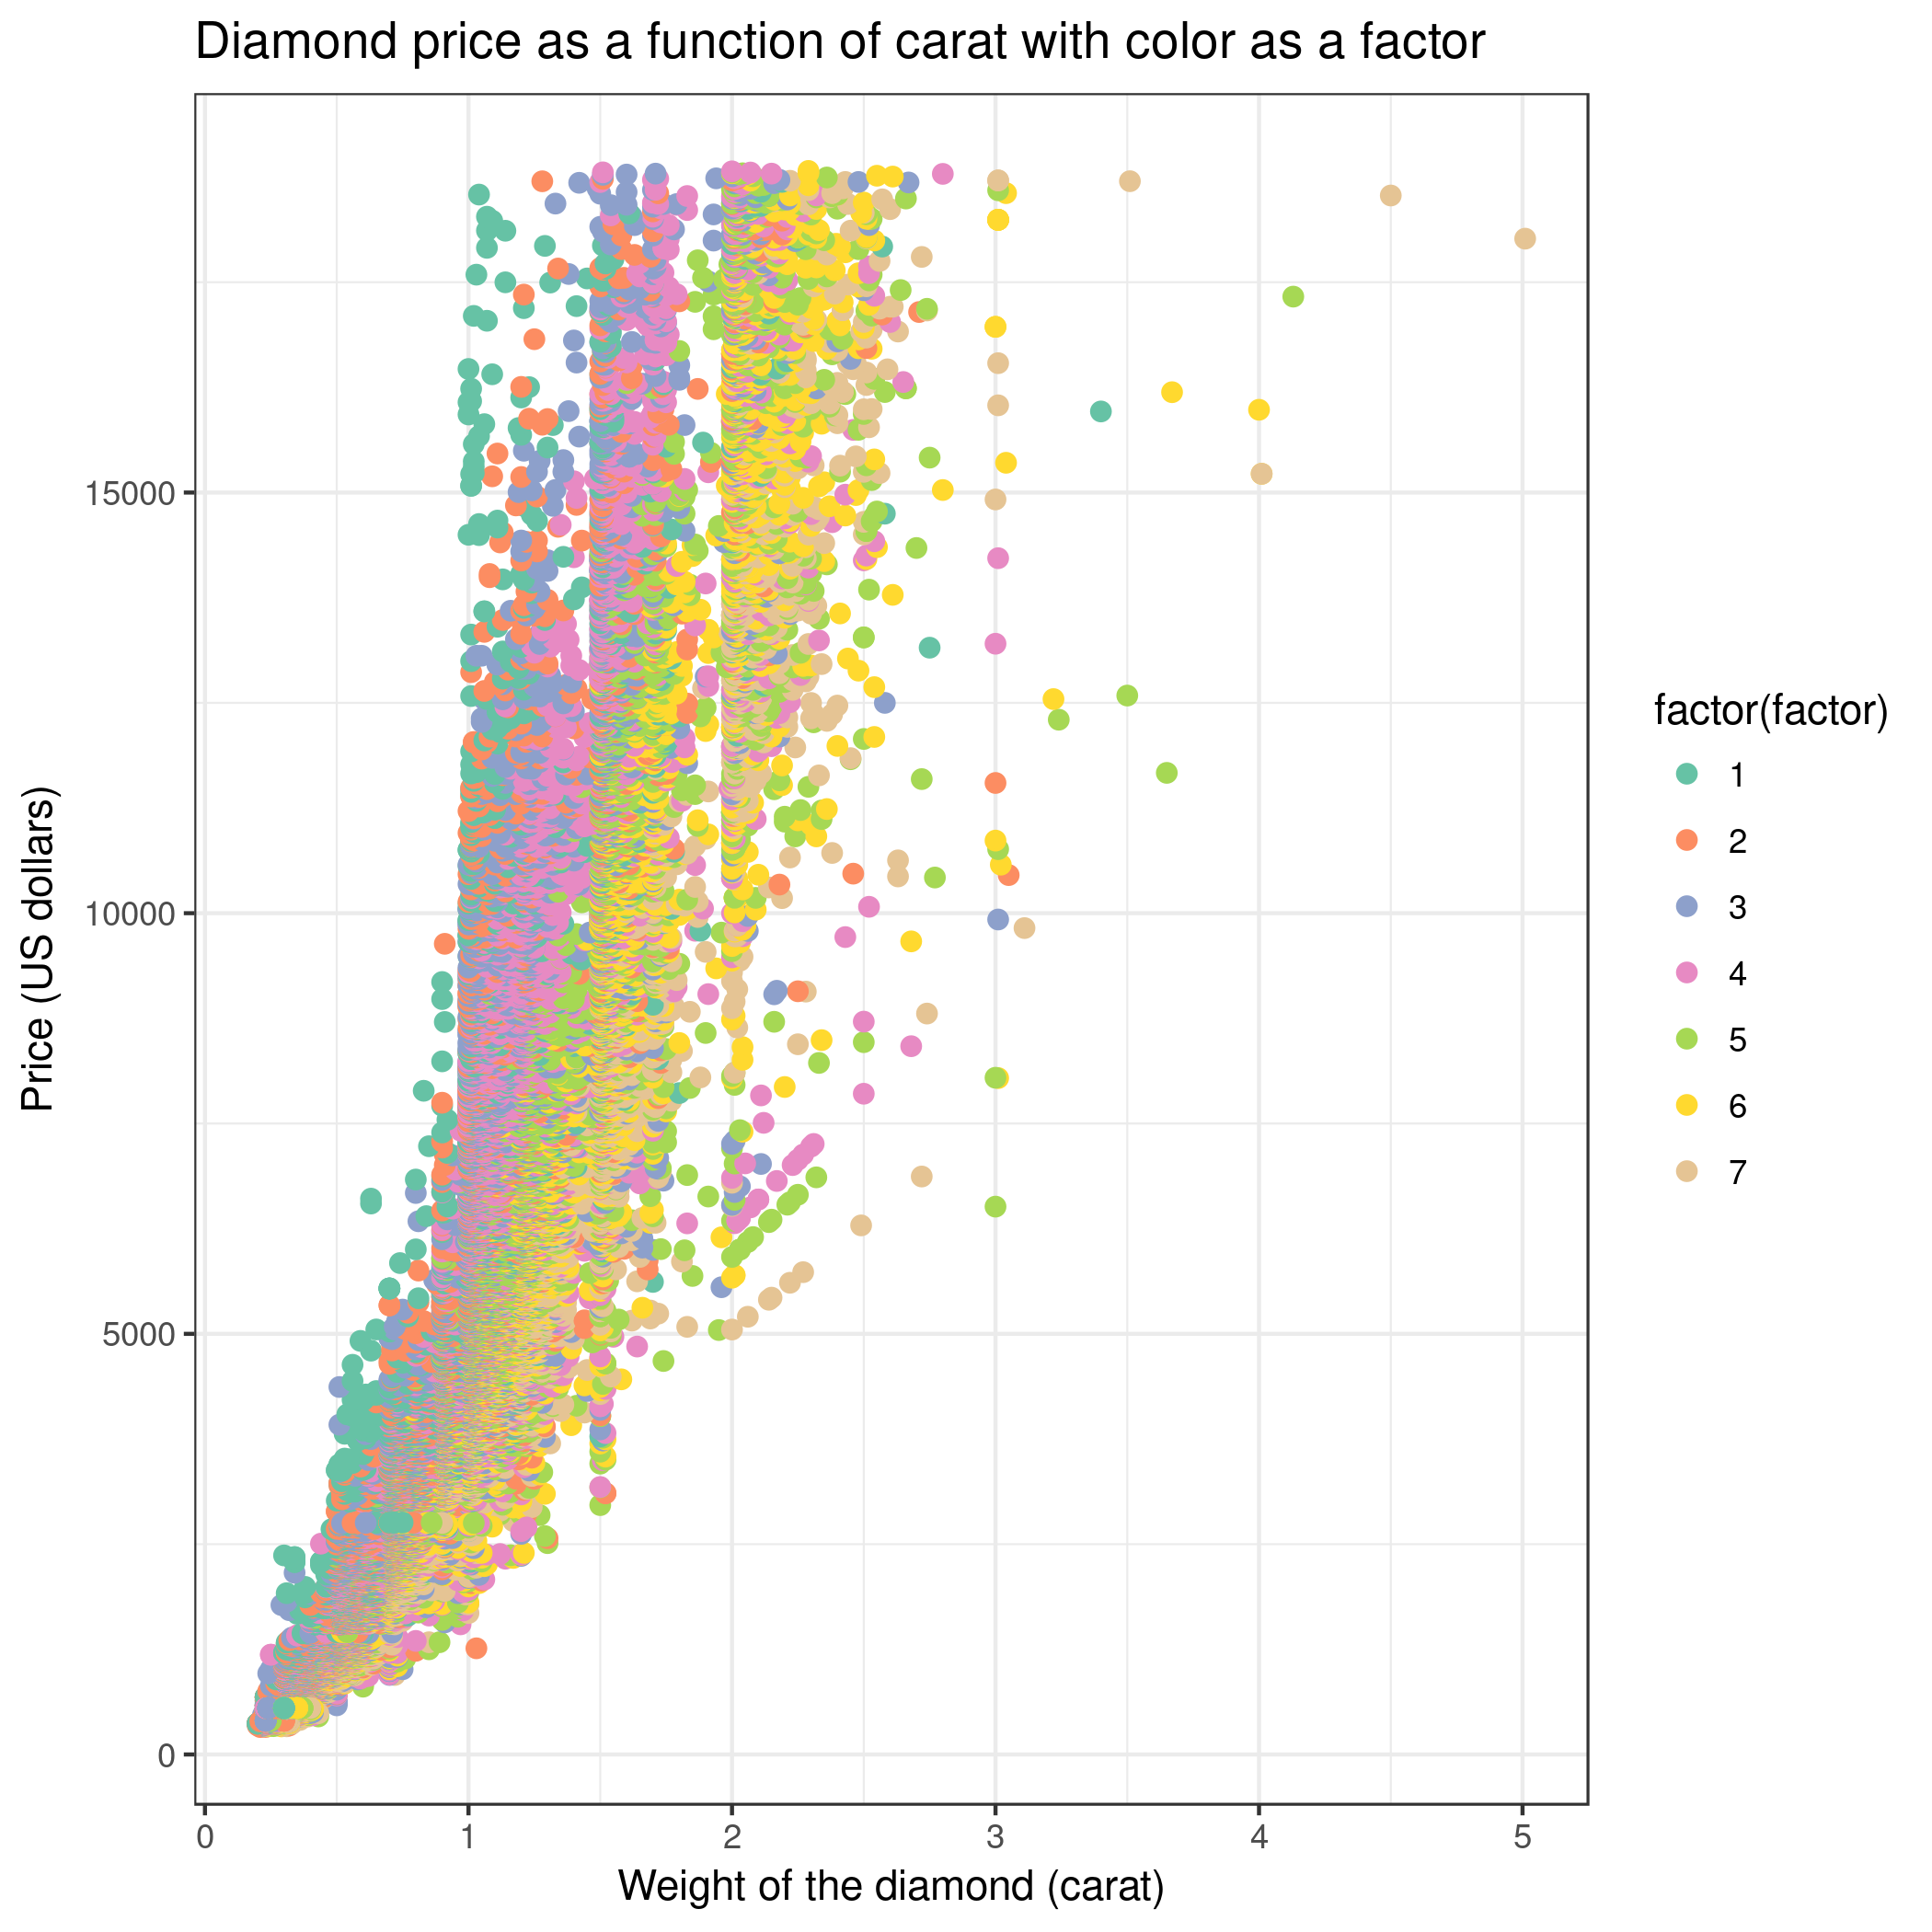 Diamond price as a function of carat with color as a factor
Price (US dollars)
15000
10000
5000
0
0 1 2 3 4 5
Weight of the diamond (carat)
factor(factor)
1
2
3
4
5
6
7